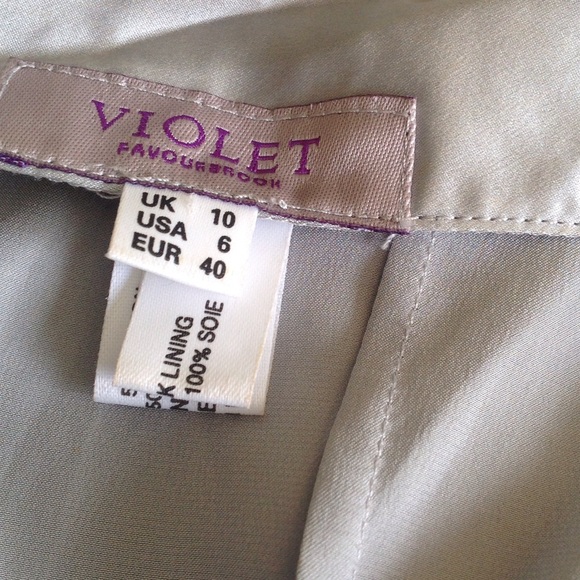 VIOLET
FAVOURBROOK
UK 10
USA 6
EUR 40
K LINING
100% SOIE